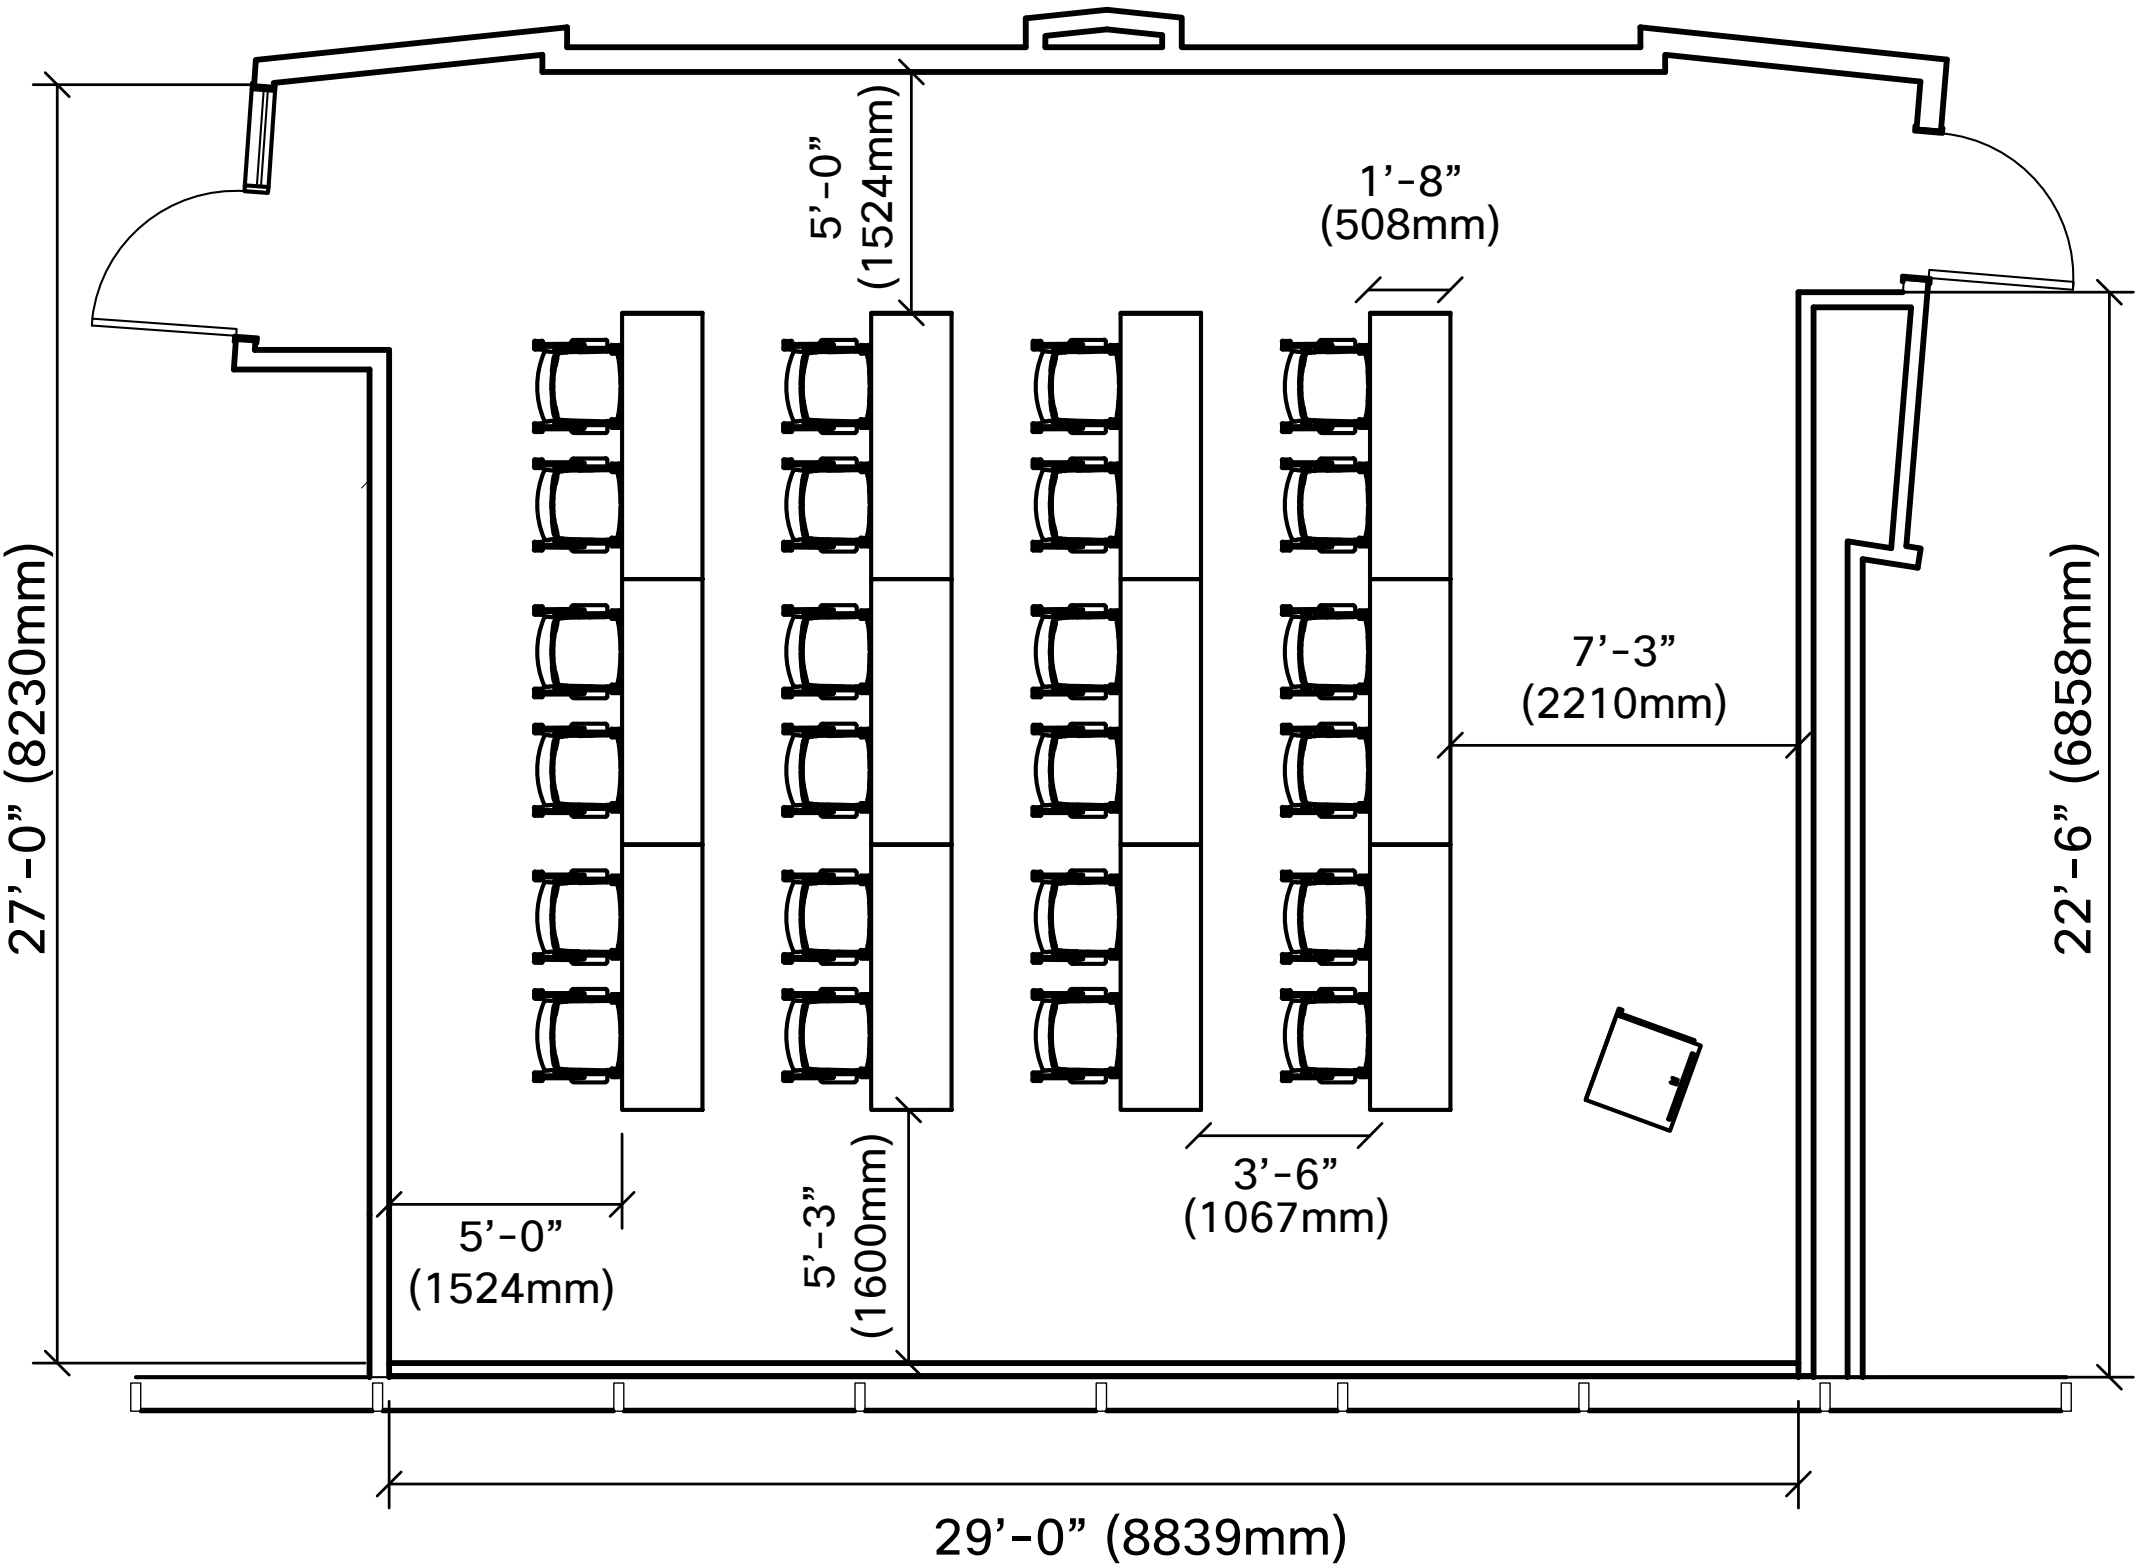 5’-0”
(1524mm)
1’-8”
(508mm)
27’-0” (8230mm)
7’-3”
(2210mm)
22’-6” (6858mm)
3’-6”
(1067mm)
5’-0”
(1524mm)
5’-3”
(1600mm)
29’-0” (8839mm)